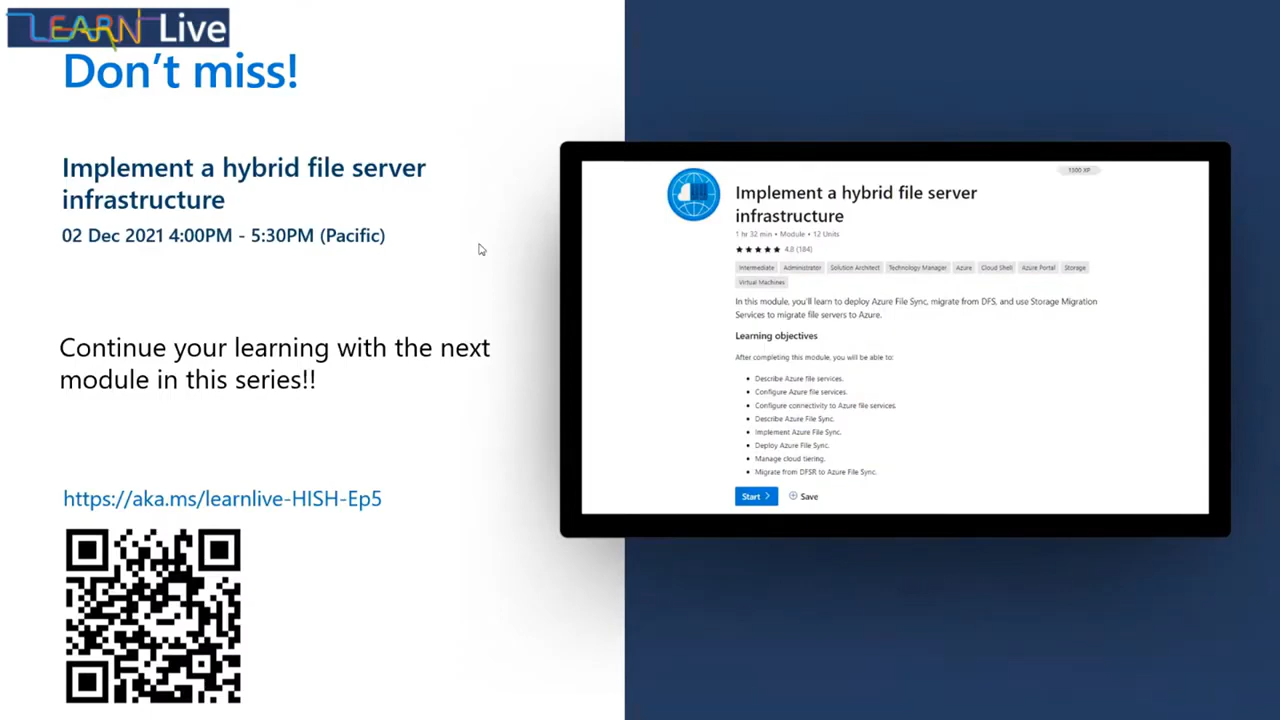 LEARN Live
Don't miss!
Implement a hybrid file server
infrastructure
02 Dec 2021 4:00PM - 5:30PM (Pacific)
Continue your learning with the next
module in this series!!
https://aka.ms/learnlive-HISH-Ep5
1300 XP
Implement a hybrid file server
infrastructure
1 hr 32 min • Module • 12 Units
★★★★★ 4.8 (184)
Intermediate Administrator Solution Architect Technology Manager Azure Cloud Shell Azure Portal Storage
Virtual Machines
In this module, you'll learn to deploy Azure File Sync, migrate from DFS, and use Storage Migration
Services to migrate file servers to Azure.
Learning objectives
After completing this module, you will be able to:
• Describe Azure file services.
• Configure Azure file services.
• Configure connectivity to Azure file services.
• Describe Azure File Sync.
• Implement Azure File Sync.
• Deploy Azure File Sync.
• Manage cloud tiering.
• Migrate from DFSR to Azure File Sync.
Start > Save